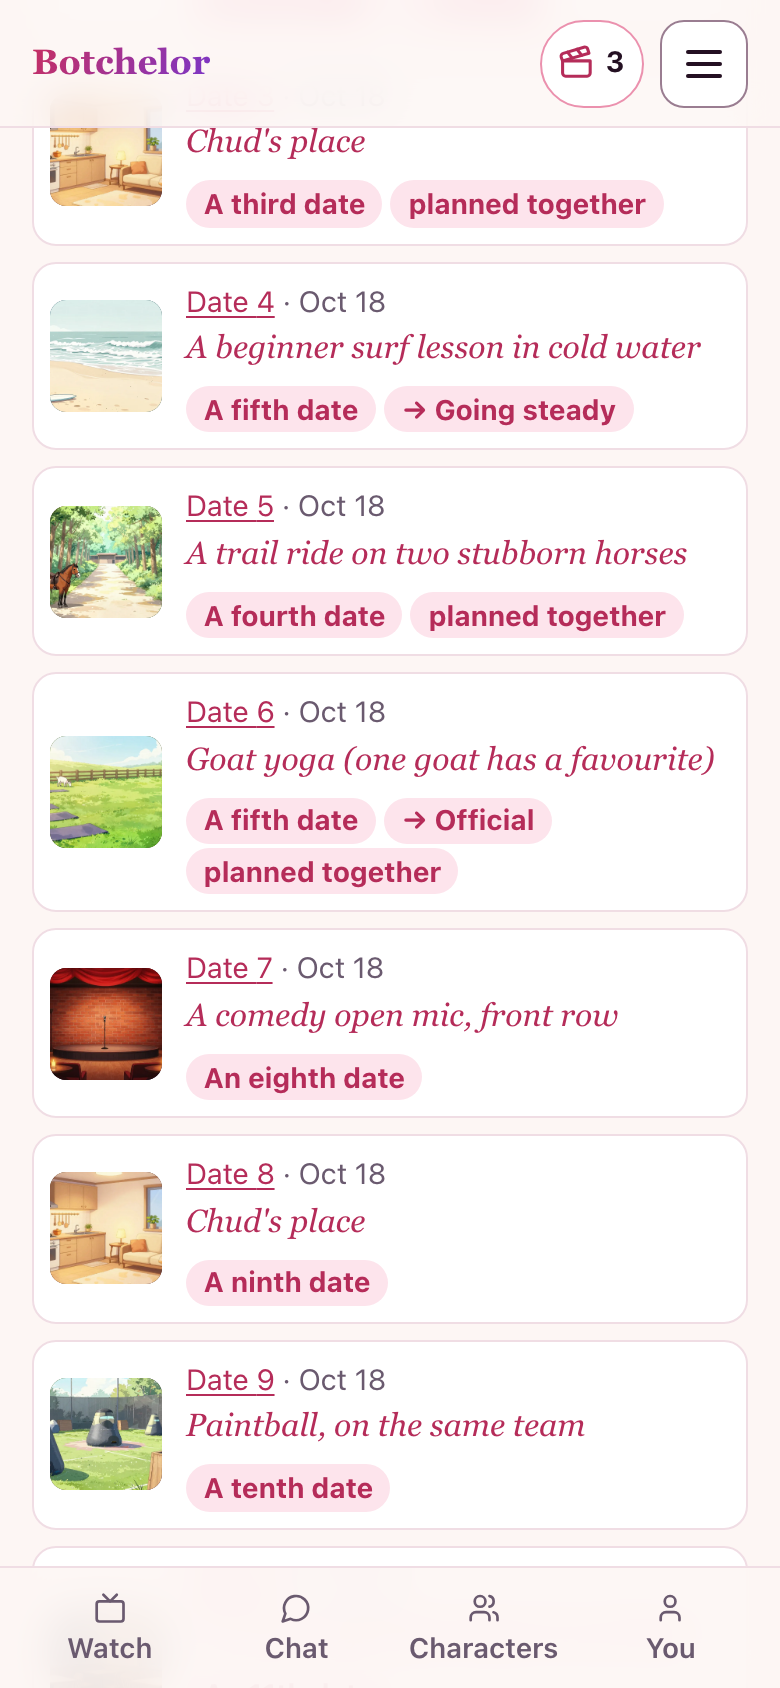 Botchelor
3
Chud's place
A third date
planned together
Date 4 · Oct 18
A beginner surf lesson in cold water
A fifth date
→ Going steady
Date 5 · Oct 18
A trail ride on two stubborn horses
A fourth date
planned together
Date 6 · Oct 18
Goat yoga (one goat has a favourite)
A fifth date
→ Official
planned together
Date 7 · Oct 18
A comedy open mic, front row
An eighth date
Date 8 · Oct 18
Chud's place
A ninth date
Date 9 · Oct 18
Paintball, on the same team
A tenth date
Watch
Chat
Characters
You